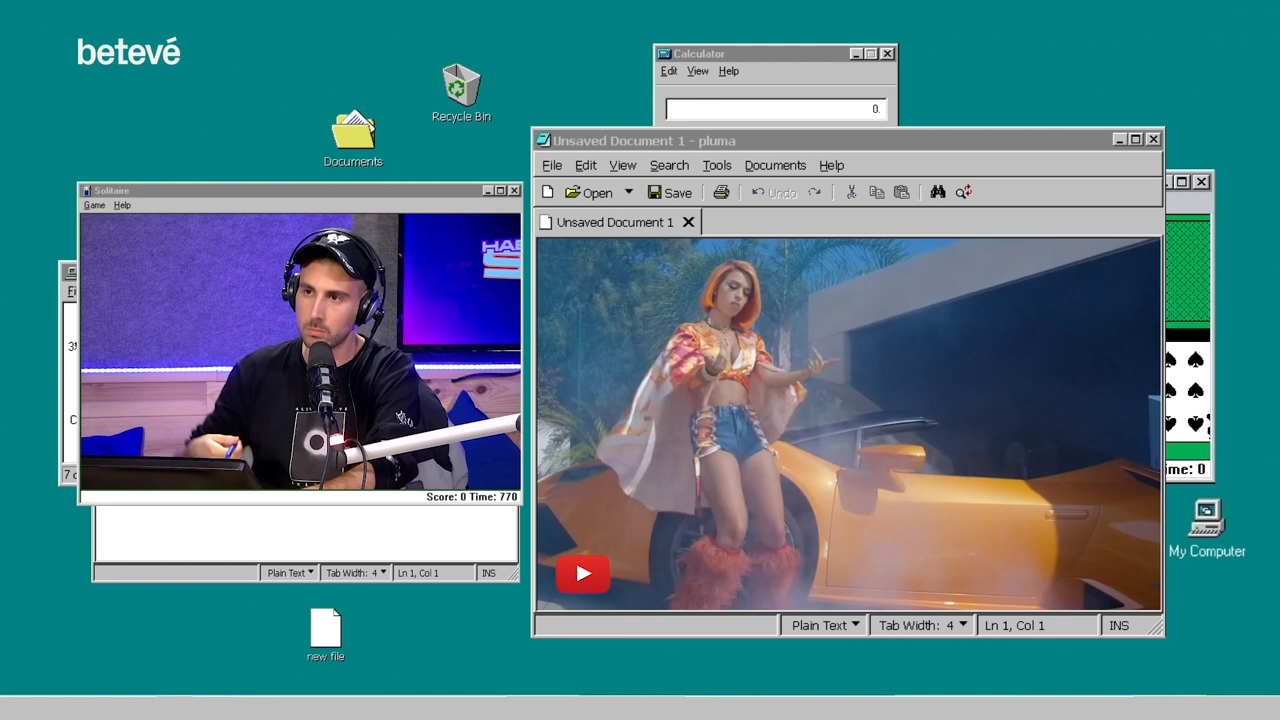 betevé
Recycle Bin
Documents
Calculator
Edit View Help
0.
Unsaved Document 1 - pluma
File Edit View Search Tools Documents Help
Open Save Undo
Unsaved Document 1
Solitaire
Game Help
Score: 0 Time: 770
Plain Text Tab Width: 4 Ln 1, Col 1 INS
Plain Text Tab Width: 4 Ln 1, Col 1 INS
ime: 0
My Computer
new file